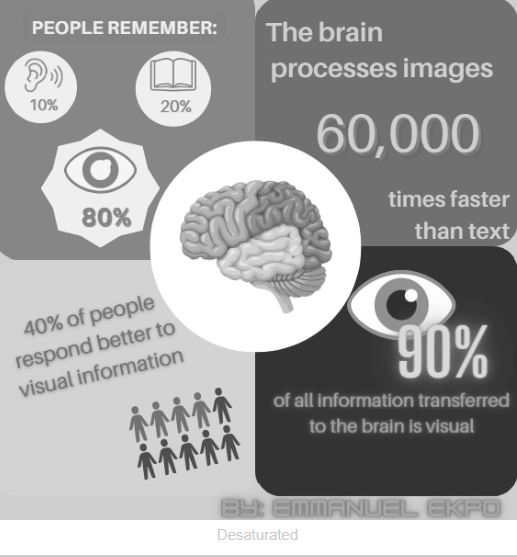 PEOPLE REMEMBER:
10%
20%
80%
The brain
processes images
60,000
times faster
than text
40% of people
respond better to
visual information
90%
of all information transferred
to the brain is visual
BY: EMMANUEL EKPO
Desaturated